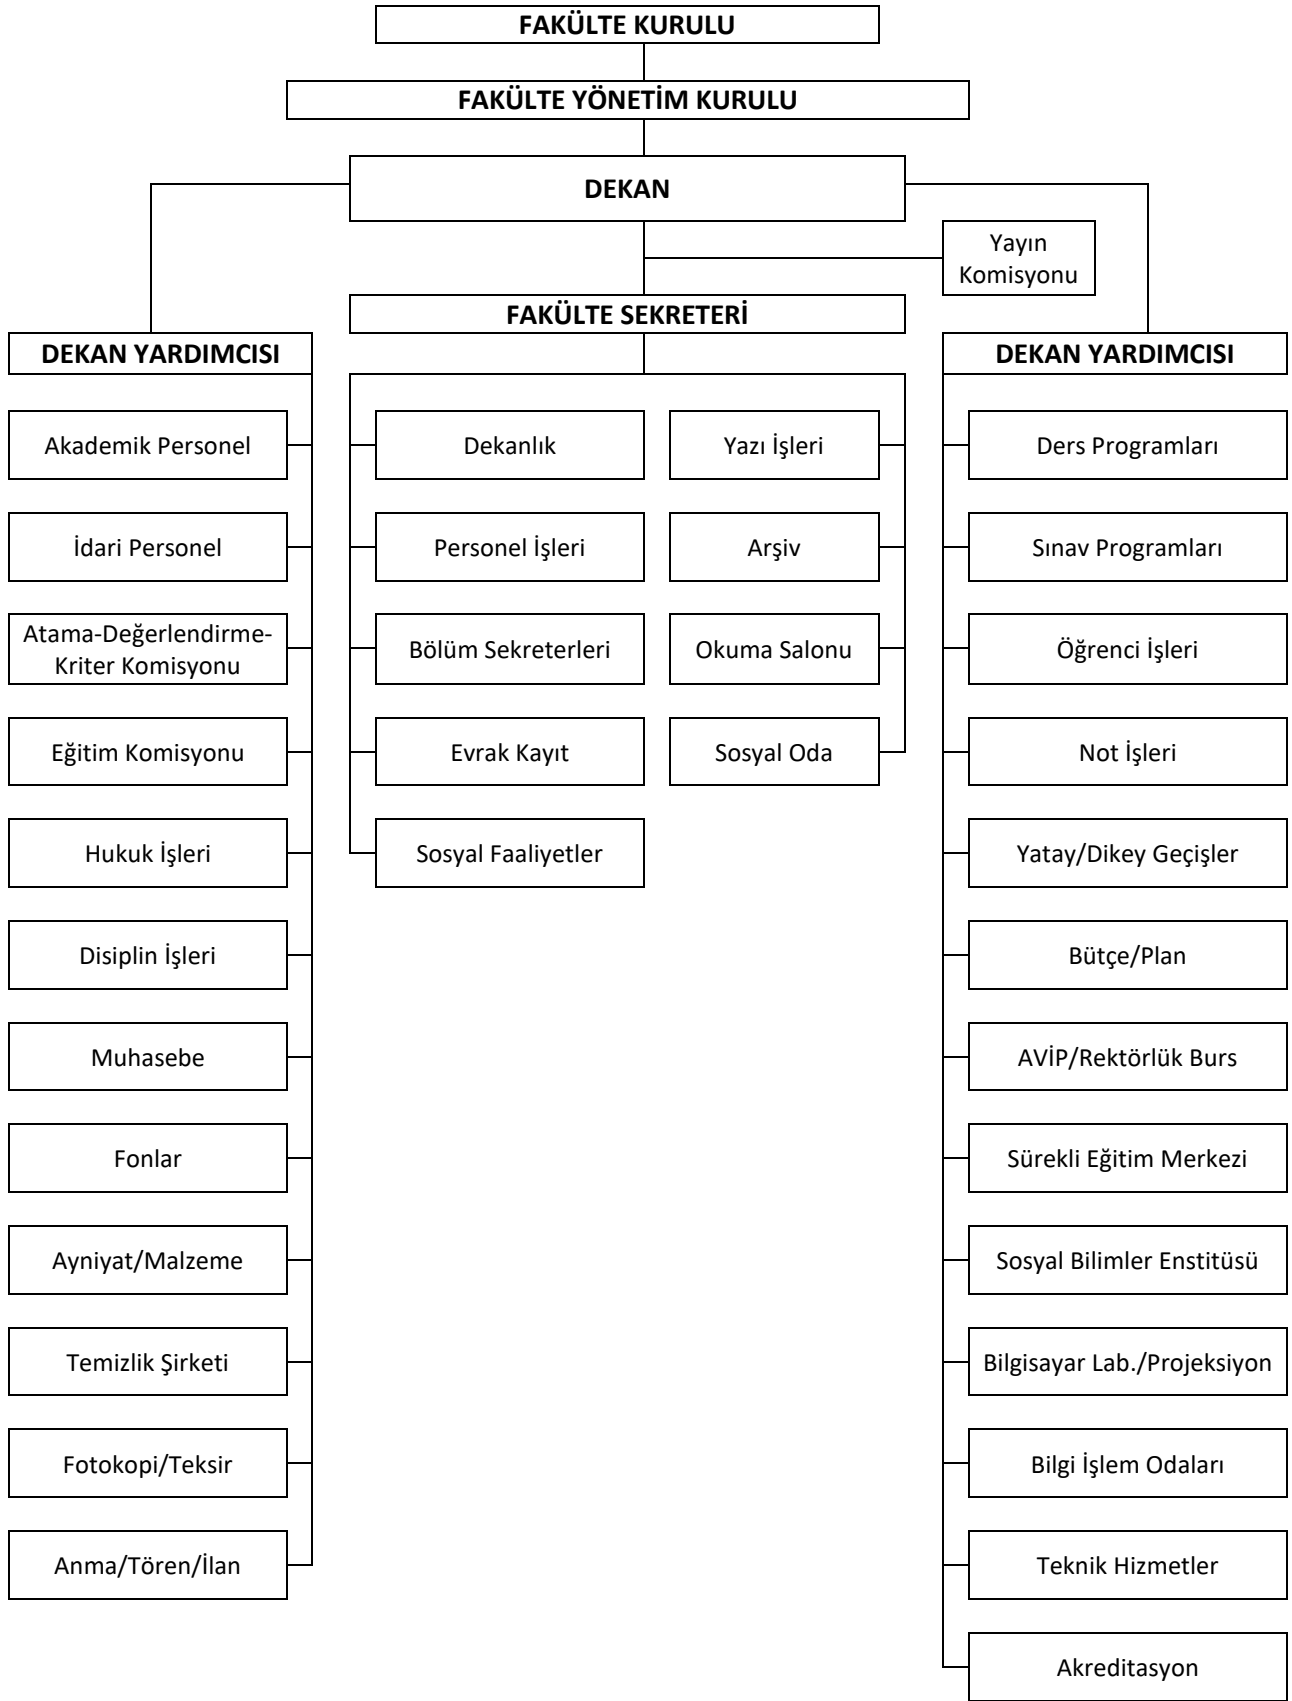 FAKÜLTE KURULU
FAKÜLTE YÖNETİM KURULU
DEKAN
Yayın
Komisyonu
FAKÜLTE SEKRETERİ
DEKAN YARDIMCISI
Akademik Personel
İdari Personel
Atama-Değerlendirme-
Kriter Komisyonu
Eğitim Komisyonu
Hukuk İşleri
Disiplin İşleri
Muhasebe
Fonlar
Ayniyat/Malzeme
Temizlik Şirketi
Fotokopi/Teksir
Anma/Tören/İlan
Dekanlık
Personel İşleri
Bölüm Sekreterleri
Evrak Kayıt
Sosyal Faaliyetler
Yazı İşleri
Arşiv
Okuma Salonu
Sosyal Oda
DEKAN YARDIMCISI
Ders Programları
Sınav Programları
Öğrenci İşleri
Not İşleri
Yatay/Dikey Geçişler
Bütçe/Plan
AVİP/Rektörlük Burs
Sürekli Eğitim Merkezi
Sosyal Bilimler Enstitüsü
Bilgisayar Lab./Projeksiyon
Bilgi İşlem Odaları
Teknik Hizmetler
Akreditasyon